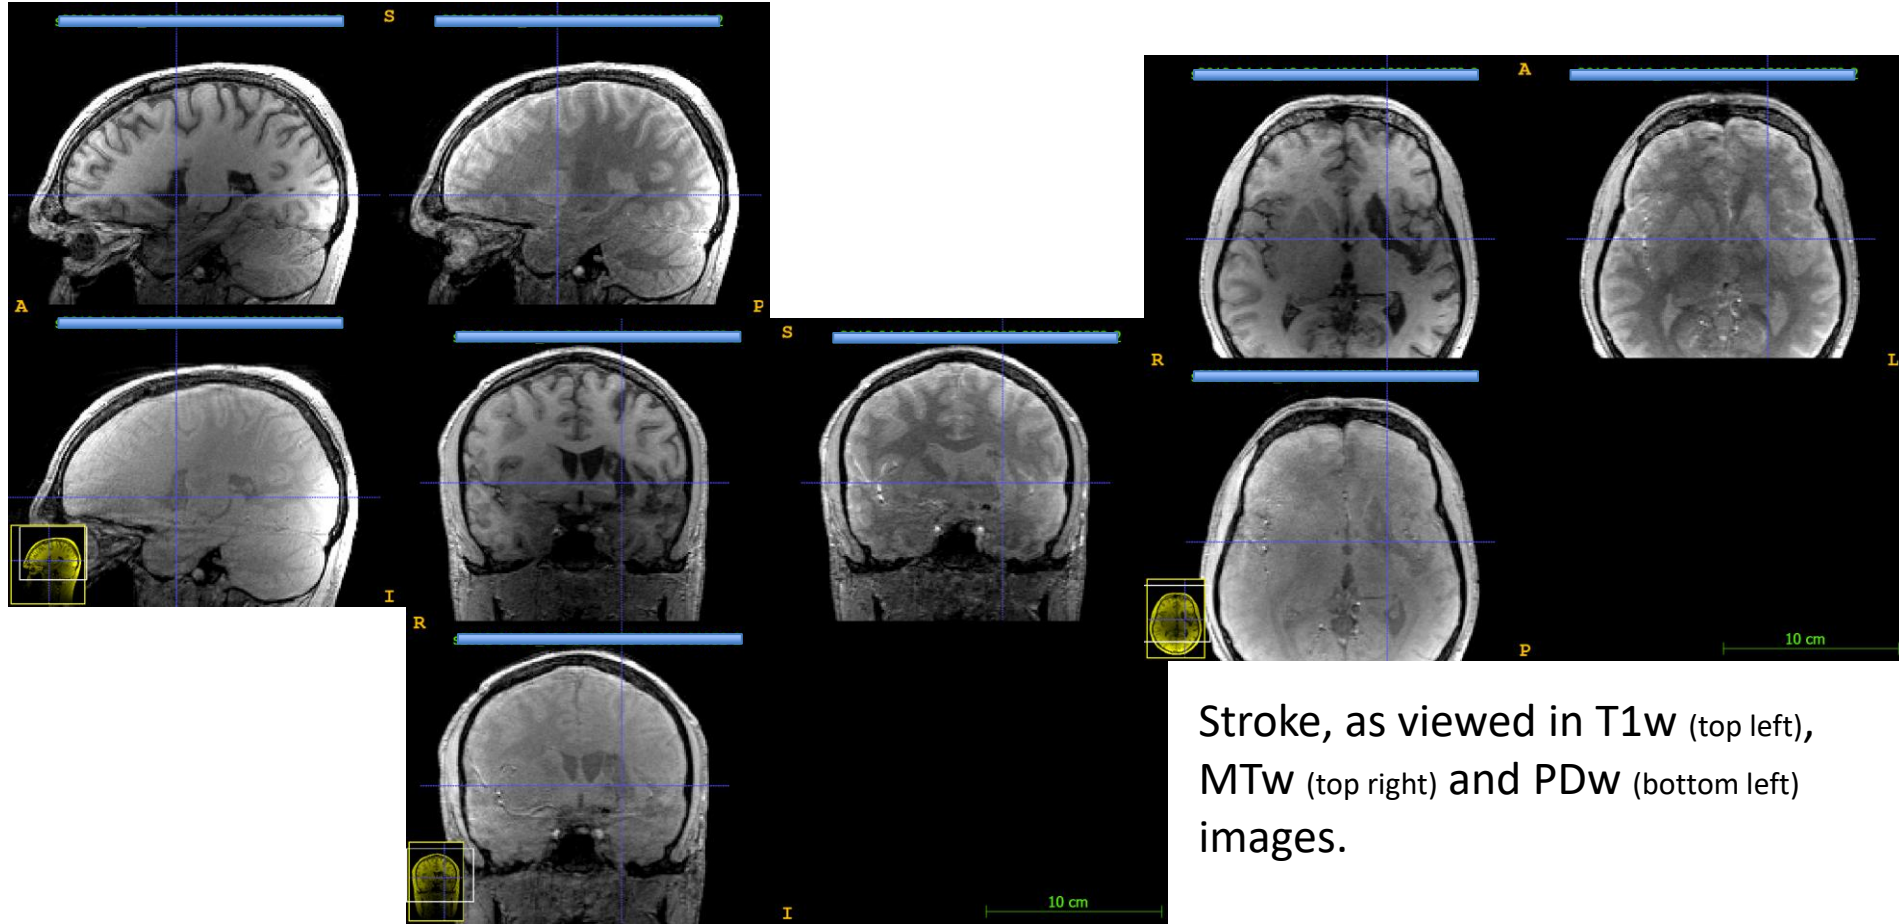 S
A
P
I
S
R
I
10 cm
A
R
L
P
10 cm
Stroke, as viewed in T1w (top left),
MTw (top right) and PDw (bottom left)
images.